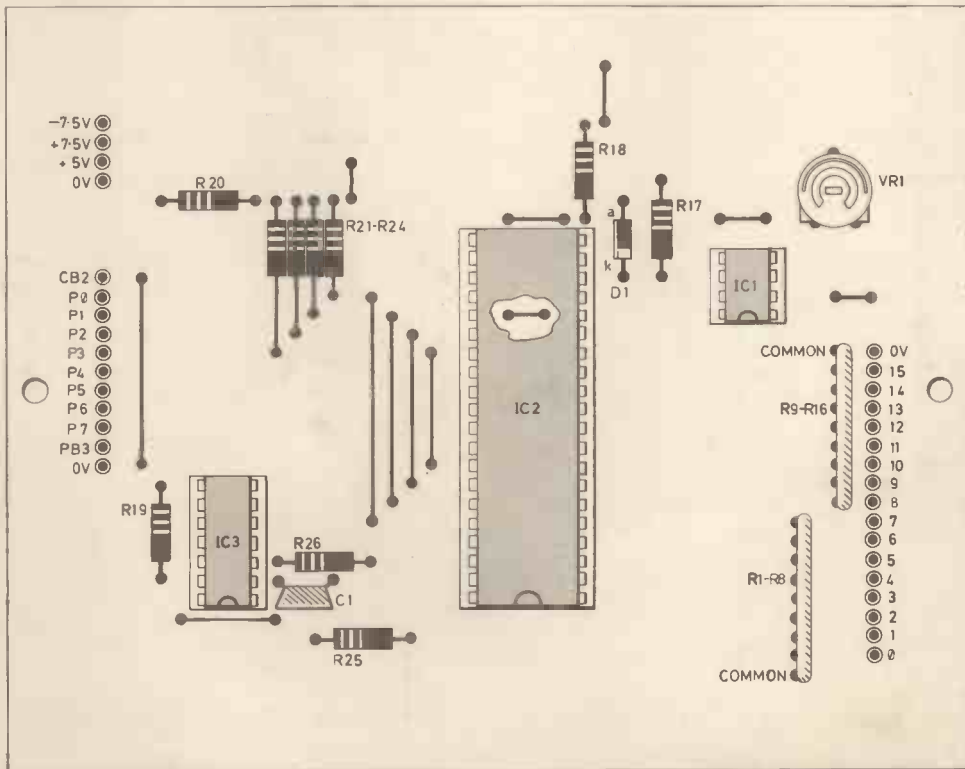 -7·5V
+7·5V
+5V
0V
R20
R21-R24
R18
a
k
D1
R17
VR1
IC1
CB2
PØ
P1
P2
P3
P4
P5
P6
P7
PB3
0V
IC2
COMMON
R9-R16
0V
15
14
13
12
11
10
9
8
7
6
5
4
3
2
1
Ø
R1-R8
COMMON
R19
IC3
R26
C1
R25